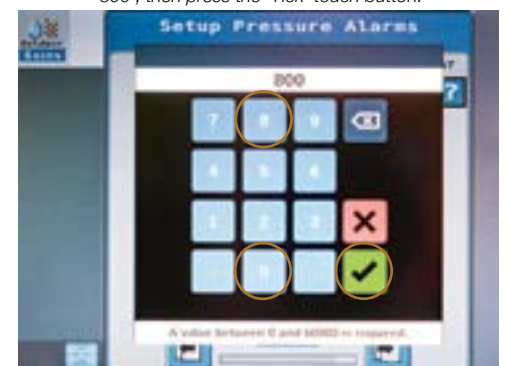 800', then press the 'Tick' touch button.
Setup Pressure Alarms
?
800
7 8 9
4 5 6
1 2 3
0
A value between 0 and 60000 is required.